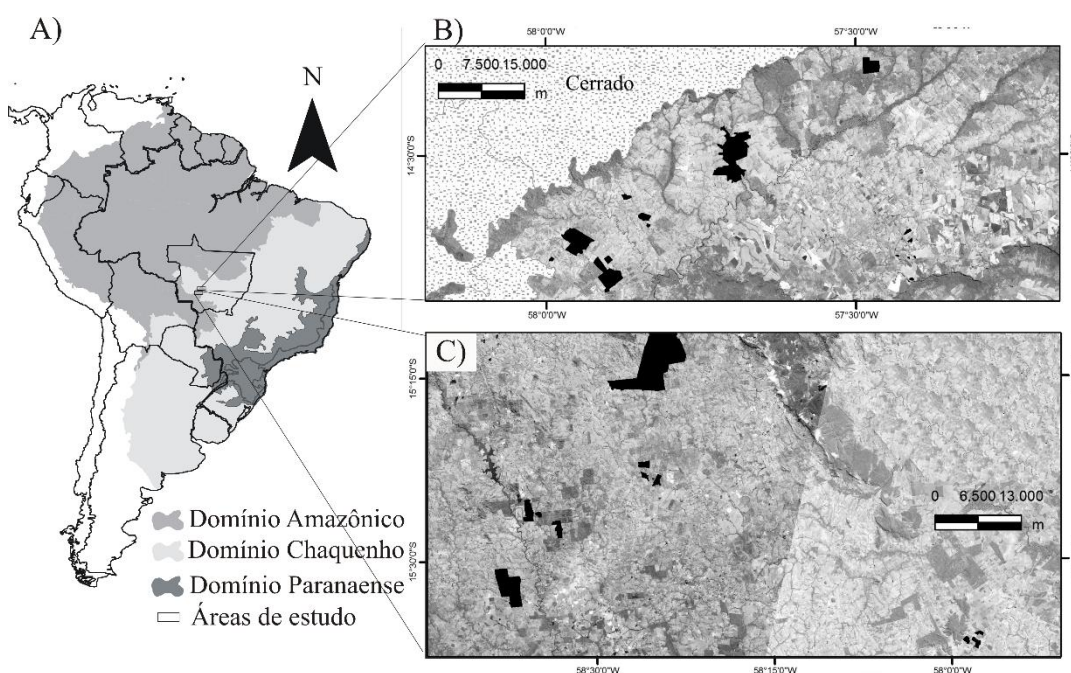 A)
N
Domínio Amazônico
Domínio Chaquenho
Domínio Paranaense
Áreas de estudo
B)
58°0'0"W
57°30'0"W
0 7.500 15.000
m
Cerrado
14°30'0"S
58°0'0"W
57°30'0"W
C)
15°15'0"S
0 6.500 13.000
m
15°30'0"S
58°30'0"W
58°15'0"W
58°0'0"W